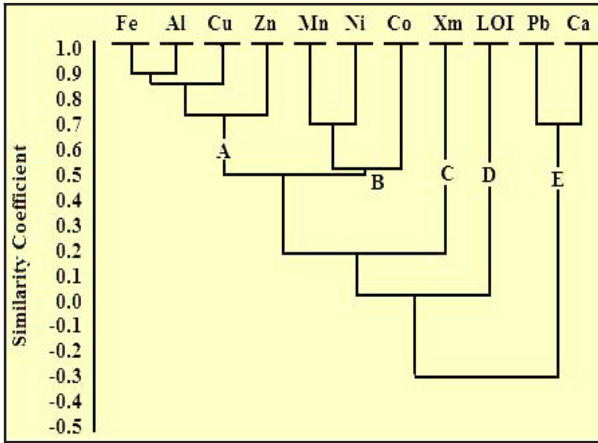 Fe Al Cu Zn Mn Ni Co Xm LOI Pb Ca
1.0
0.9
0.8
0.7
0.6
0.5
0.4
0.3
0.2
0.1
0.0
-0.1
-0.2
-0.3
-0.4
-0.5
Similarity Coefficient
A
B
C
D
E